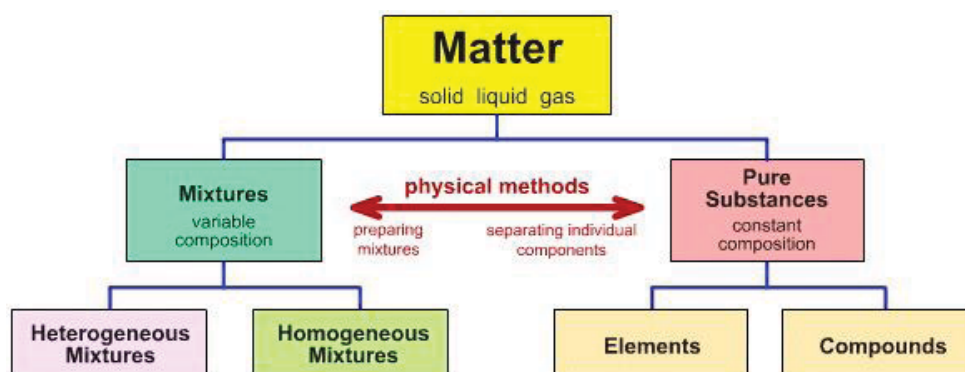 Matter
solid liquid gas
Mixtures
variable
composition
physical methods
preparing
mixtures
separating individual
components
Pure
Substances
constant
composition
Heterogeneous
Mixtures
Homogeneous
Mixtures
Elements
Compounds